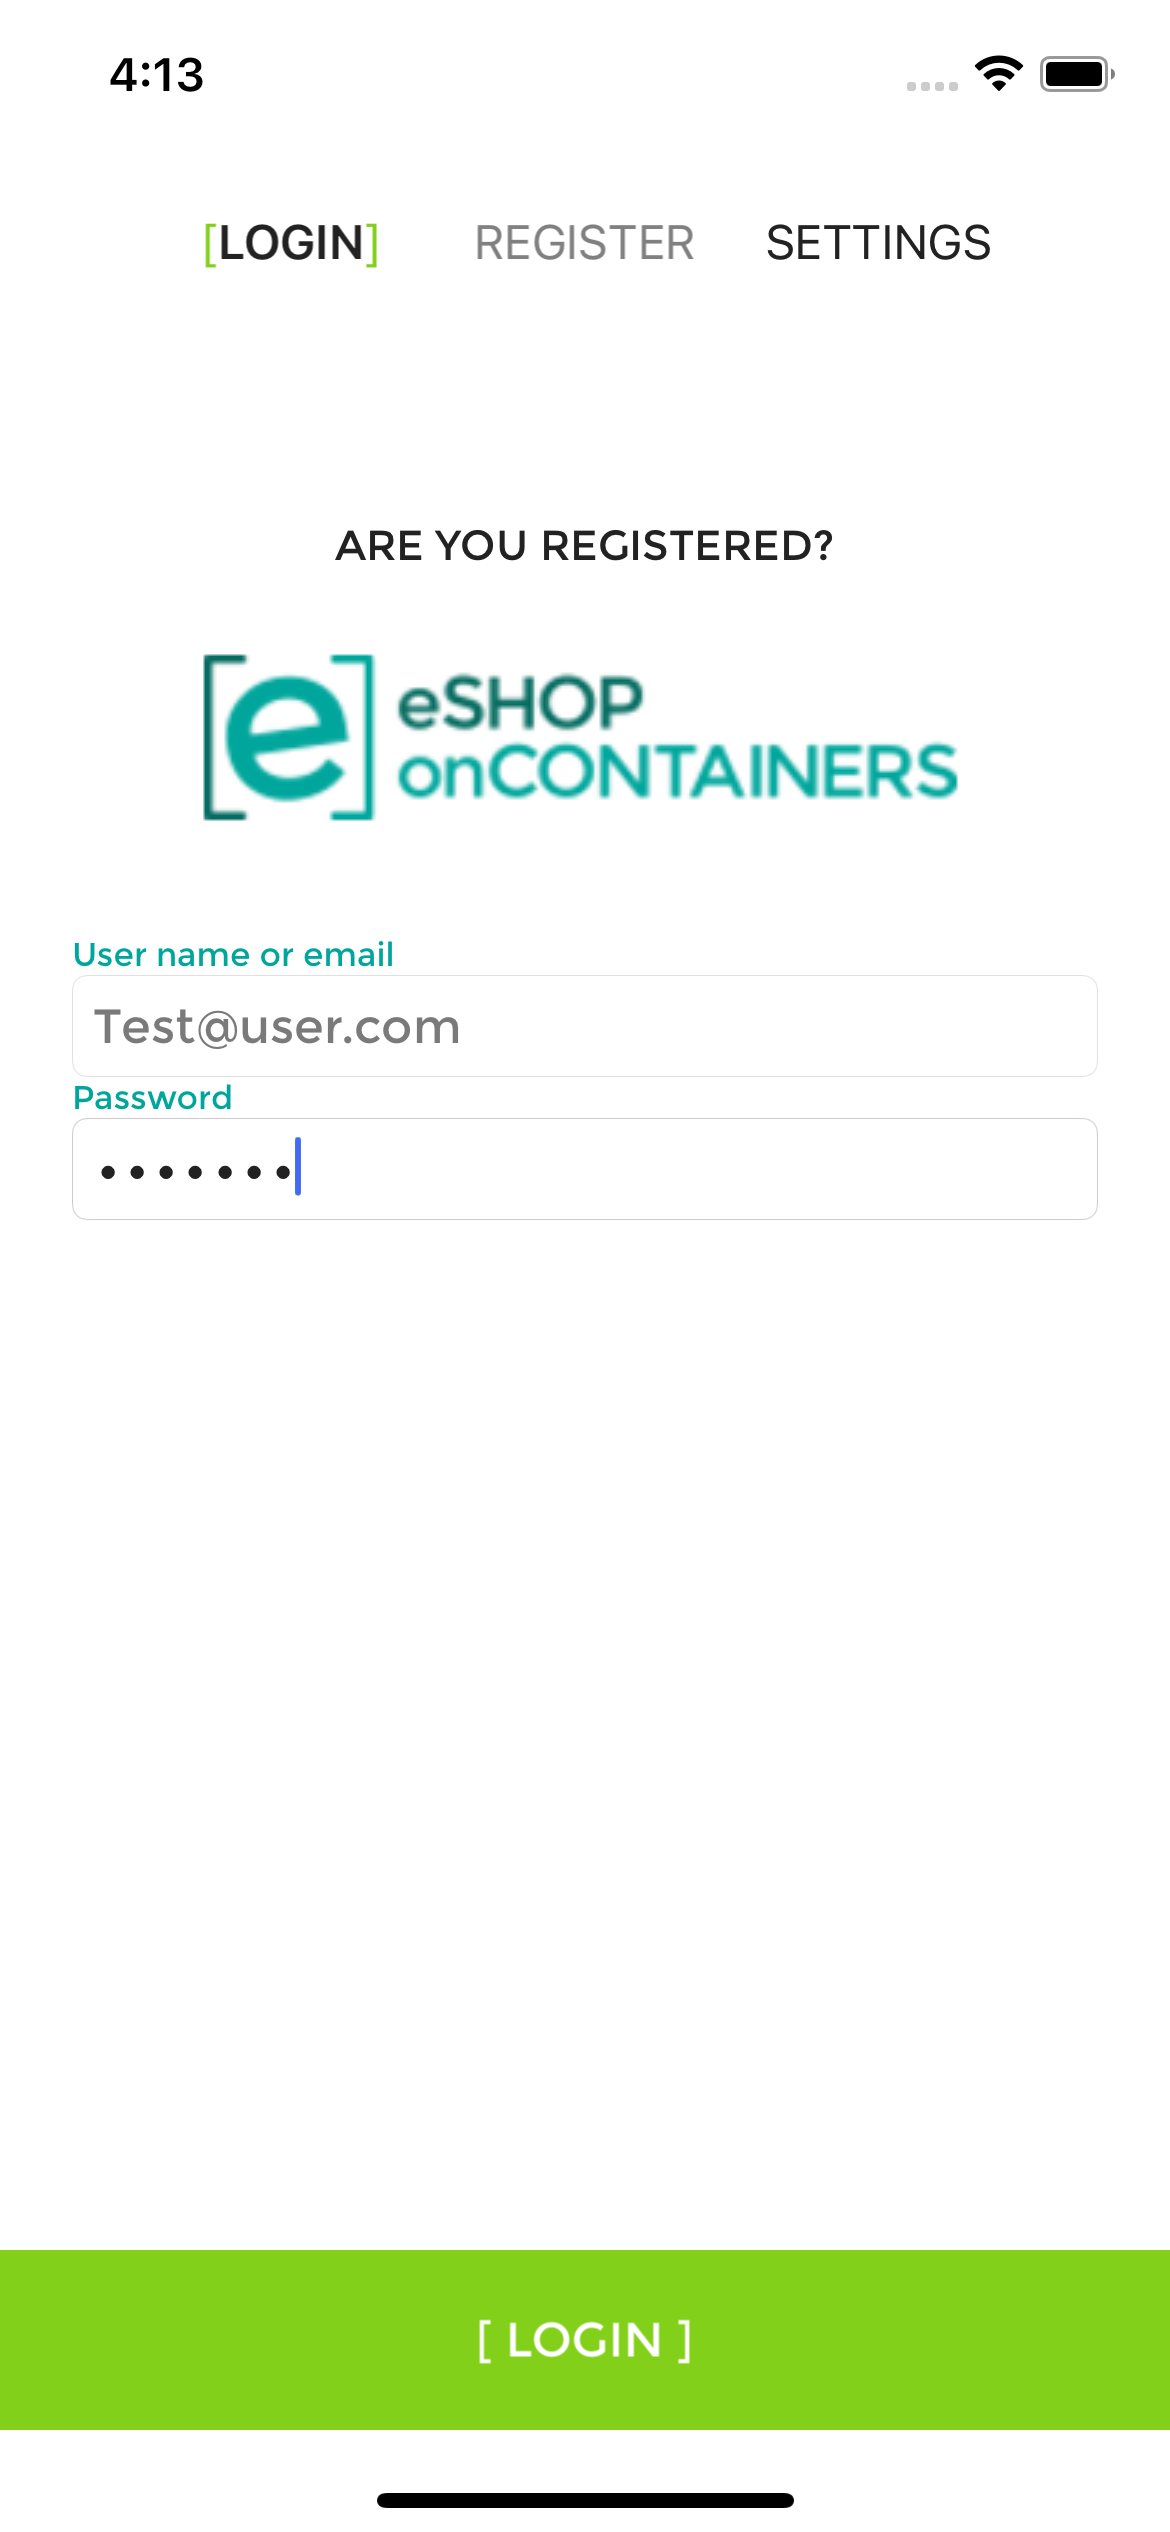 4:13
[LOGIN] REGISTER SETTINGS
ARE YOU REGISTERED?
[e] eSHOP
onCONTAINERS
User name or email
Test@user.com
Password
•••••••
[ LOGIN ]